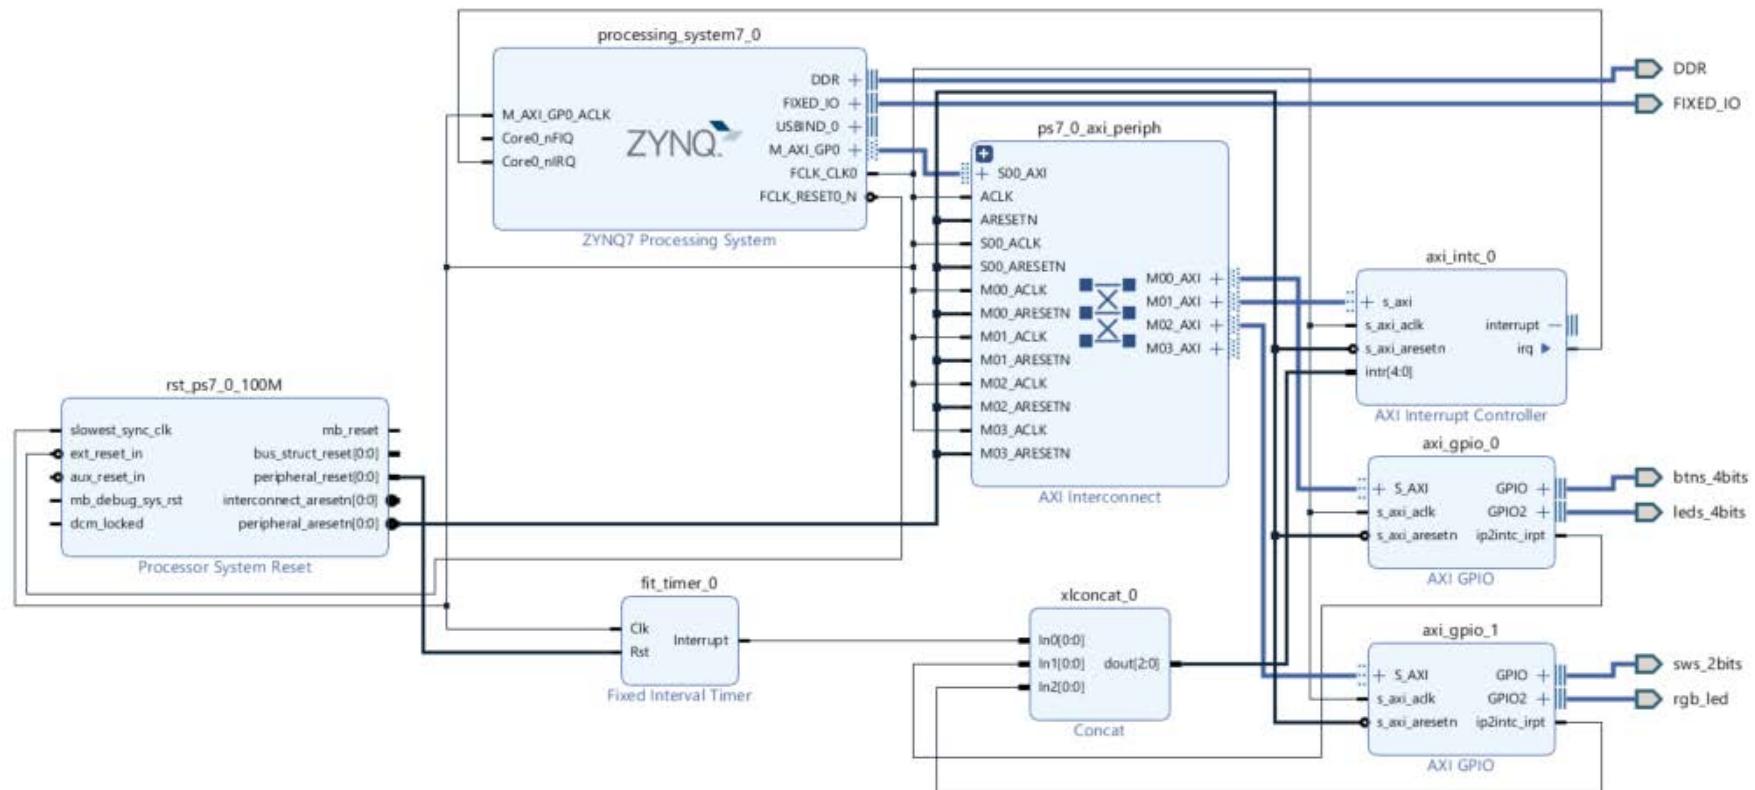 processing_system7_0
DDR
FIXED_IO
USBIND_0
M_AXI_GP0
FCLK_CLK0
FCLK_RESET0_N
M_AXI_GP0_ACLK
Core0_nFIQ
Core0_nIRQ
ZYNQ.
ZYNQ7 Processing System
DDR
FIXED_IO
ps7_0_axi_periph
S00_AXI
ACLK
ARESETN
S00_ACLK
S00_ARESETN
M00_ACLK
M00_ARESETN
M01_ACLK
M01_ARESETN
M02_ACLK
M02_ARESETN
M03_ACLK
M03_ARESETN
M00_AXI
M01_AXI
M02_AXI
M03_AXI
AXI Interconnect
axi_intc_0
s_axi
s_axi_aclk
s_axi_aresetn
intr[4:0]
interrupt
irq
AXI Interrupt Controller
rst_ps7_0_100M
slowest_sync_clk
ext_reset_in
aux_reset_in
mb_debug_sys_rst
dcm_locked
mb_reset
bus_struct_reset[0:0]
peripheral_reset[0:0]
interconnect_aresetn[0:0]
peripheral_aresetn[0:0]
Processor System Reset
axi_gpio_0
S_AXI
s_axi_aclk
s_axi_aresetn
GPIO
GPIO2
ip2intc_irpt
AXI GPIO
btns_4bits
leds_4bits
fit_timer_0
Clk
Rst
Interrupt
Fixed Interval Timer
xlconcat_0
In0[0:0]
In1[0:0]
In2[0:0]
dout[2:0]
Concat
axi_gpio_1
S_AXI
s_axi_aclk
s_axi_aresetn
GPIO
GPIO2
ip2intc_irpt
AXI GPIO
sws_2bits
rgb_led